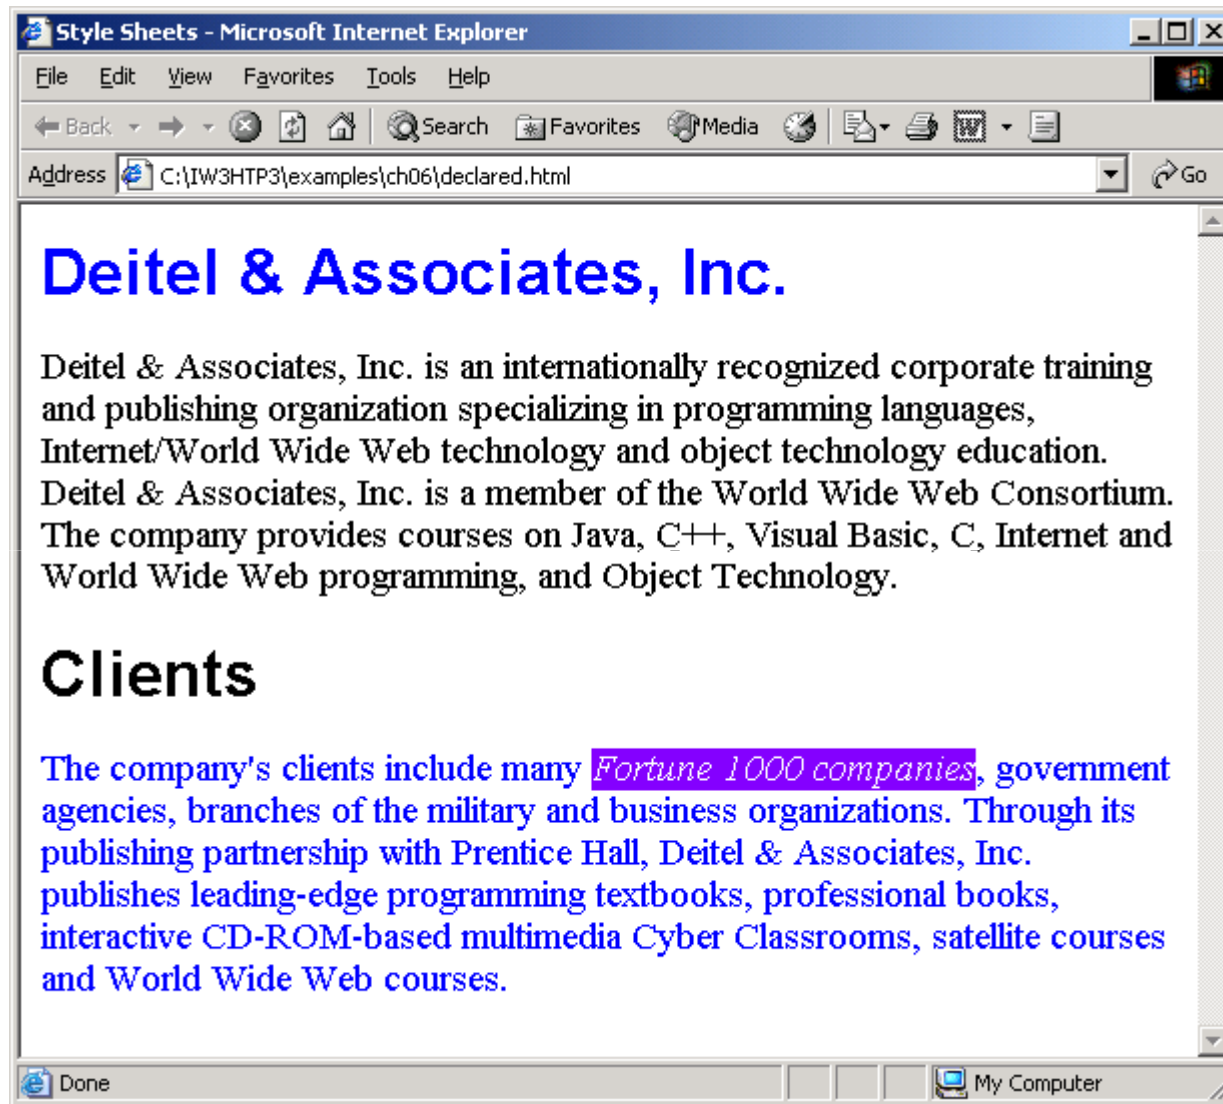 Style Sheets - Microsoft Internet Explorer
File Edit View Favorites Tools Help
Back Search Favorites Media
Address C:\IW3HTP3\examples\ch06\declared.html Go
Deitel & Associates, Inc.
Deitel & Associates, Inc. is an internationally recognized corporate training
and publishing organization specializing in programming languages,
Internet/World Wide Web technology and object technology education.
Deitel & Associates, Inc. is a member of the World Wide Web Consortium.
The company provides courses on Java, C++, Visual Basic, C, Internet and
World Wide Web programming, and Object Technology.
Clients
The company's clients include many Fortune 1000 companies, government
agencies, branches of the military and business organizations. Through its
publishing partnership with Prentice Hall, Deitel & Associates, Inc.
publishes leading-edge programming textbooks, professional books,
interactive CD-ROM-based multimedia Cyber Classrooms, satellite courses
and World Wide Web courses.
Done My Computer